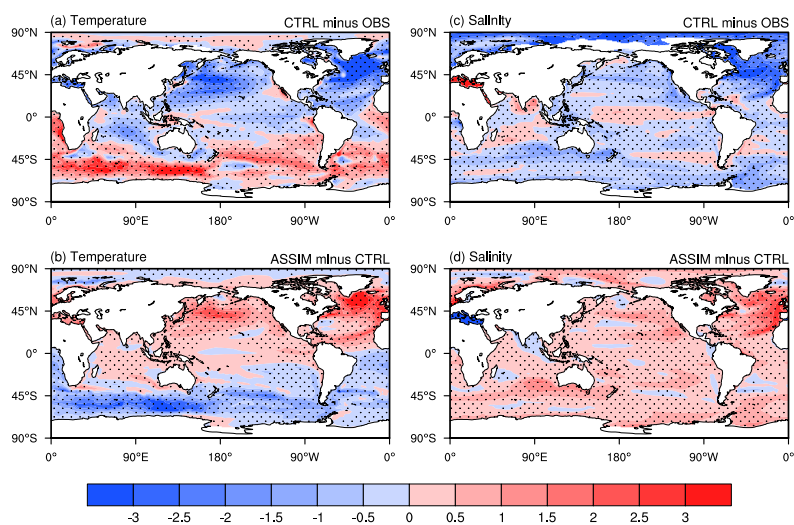 (a) Temperature CTRL minus OBS
90°N
45°N
0°
45°S
90°S
0° 90°E 180° 90°W 0°
(c) Salinity CTRL minus OBS
90°N
45°N
0°
45°S
90°S
0° 90°E 180° 90°W 0°
(b) Temperature ASSIM mInus CTRL
90°N
45°N
0°
45°S
90°S
0° 90°E 180° 90°W 0°
(d) Salinity ASSIM mInus CTRL
90°N
45°N
0°
45°S
90°S
0° 90°E 180° 90°W 0°
-3 -2.5 -2 -1.5 -1 -0.5 0 0.5 1 1.5 2 2.5 3